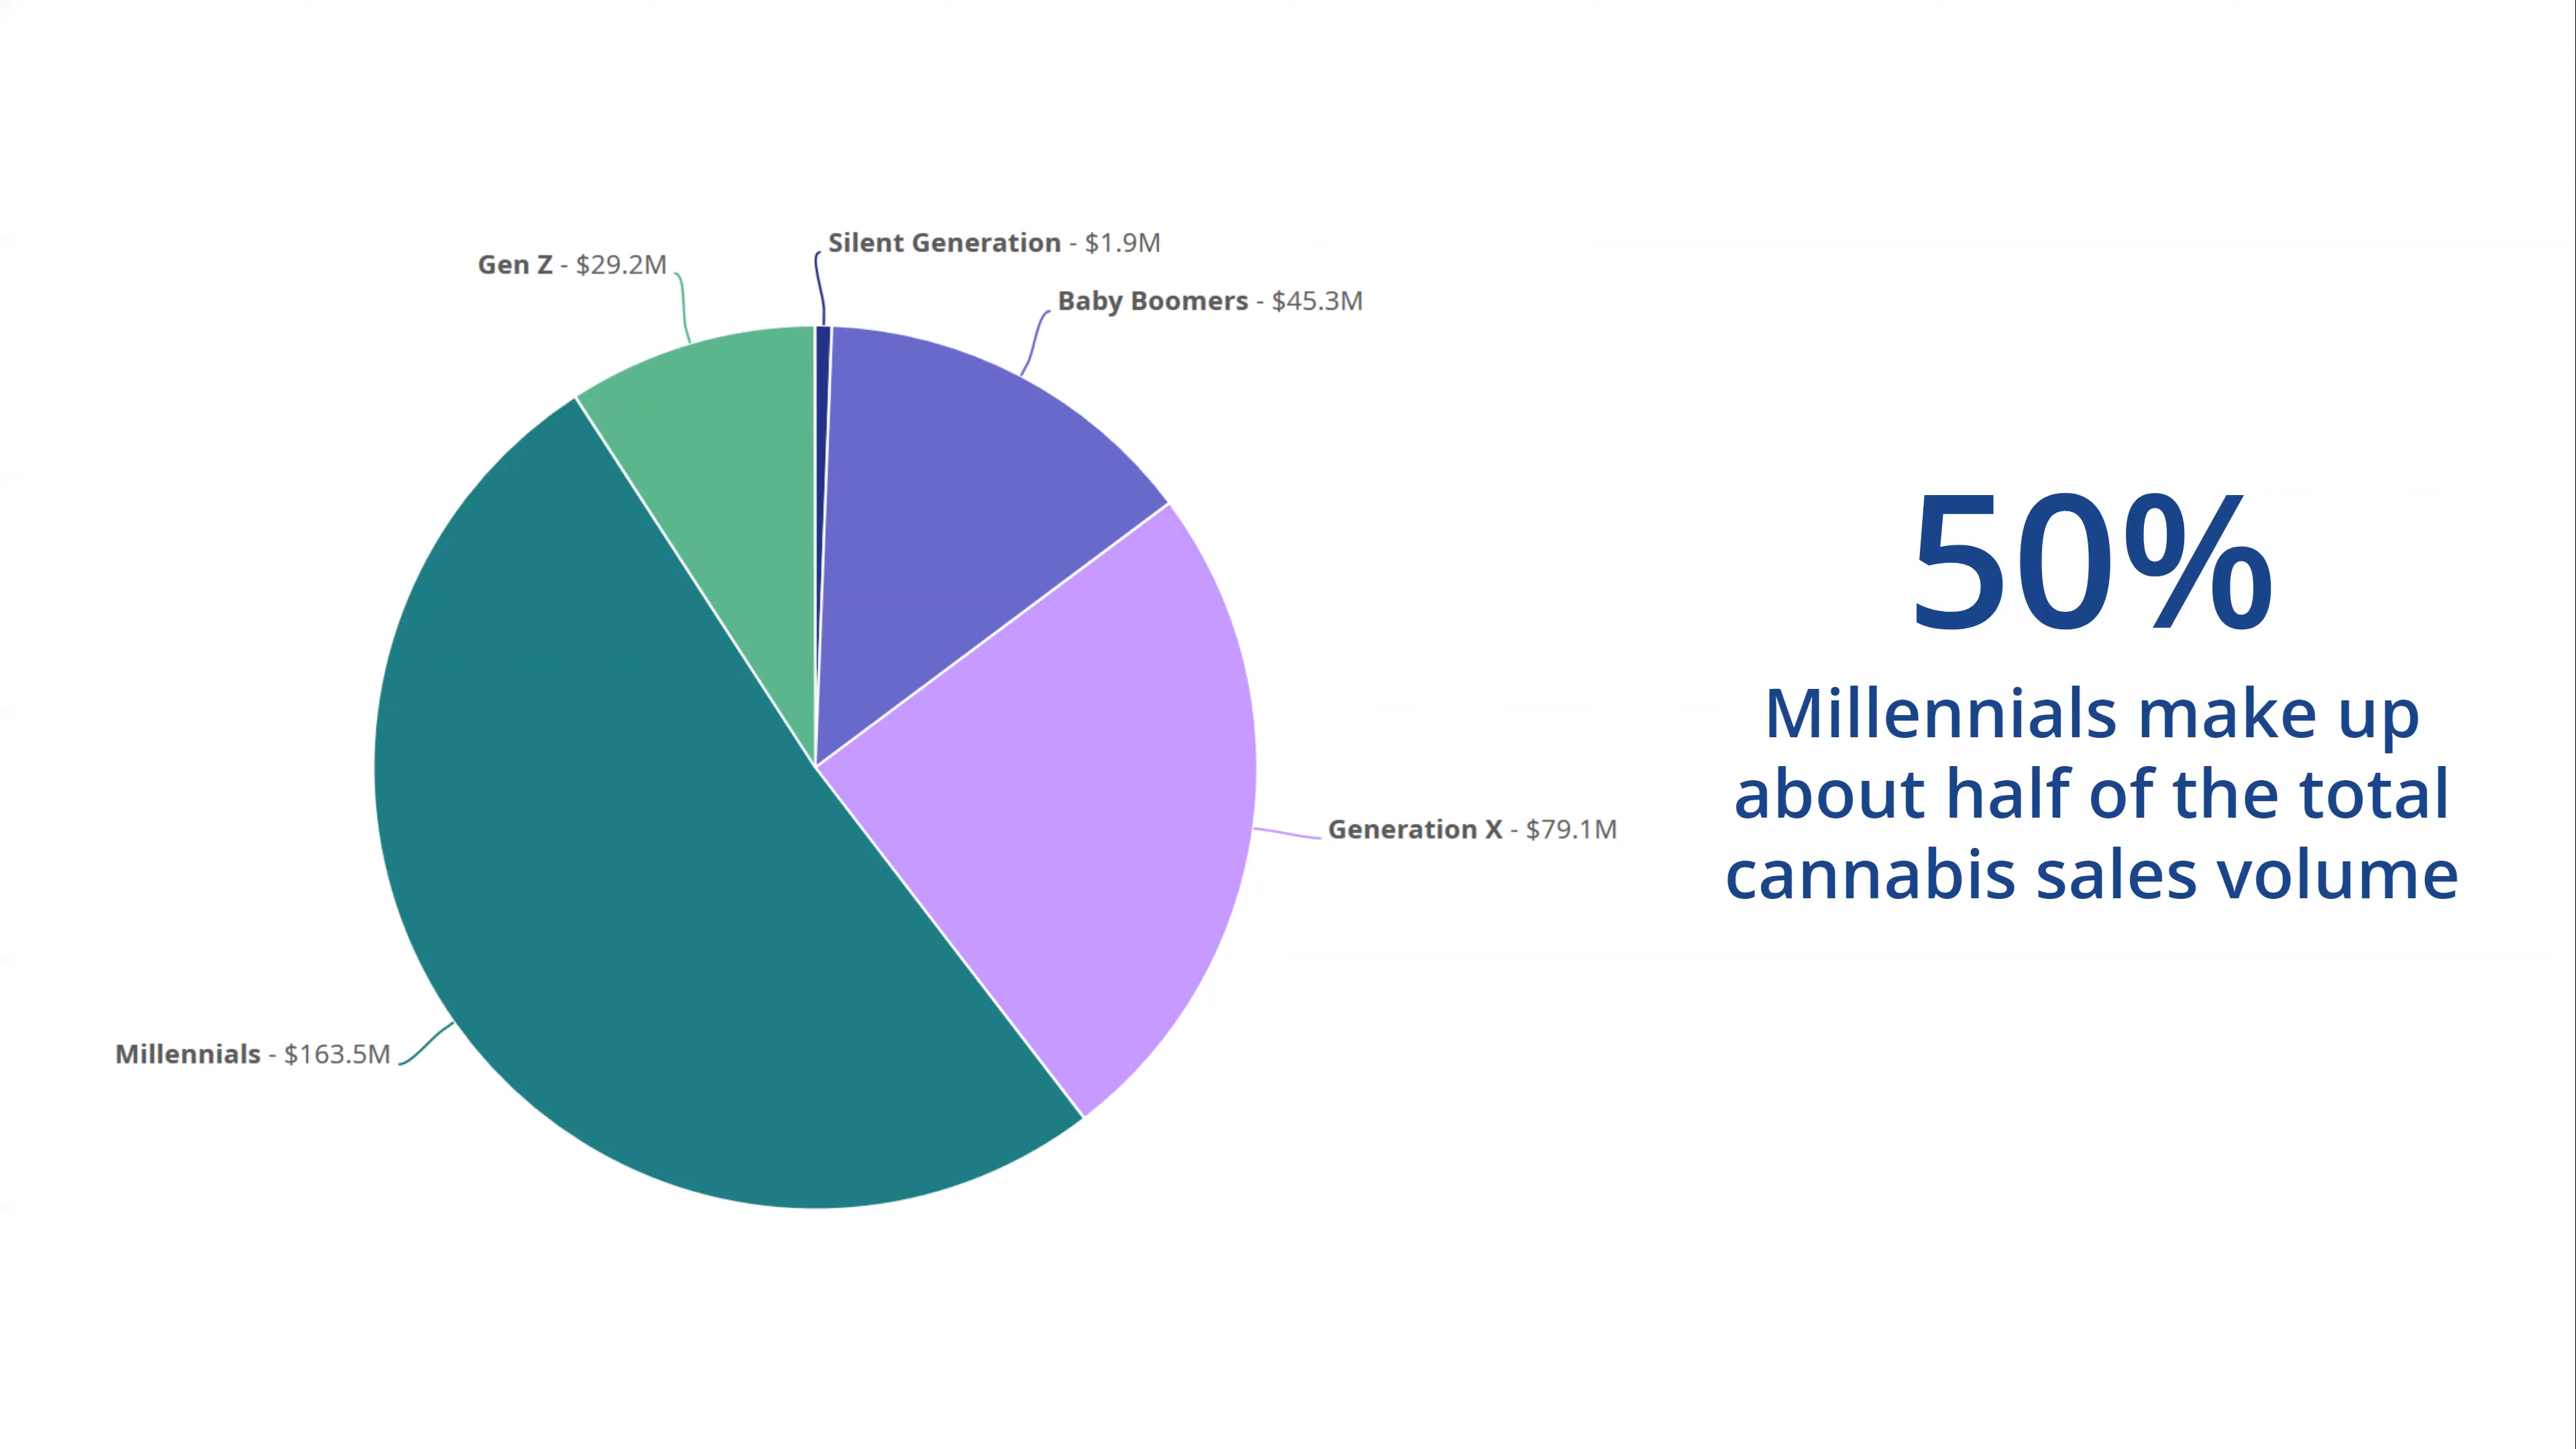 Silent Generation - $1.9M
Gen Z - $29.2M
Baby Boomers - $45.3M
Generation X - $79.1M
Millennials - $163.5M
50%
Millennials make up
about half of the total
cannabis sales volume